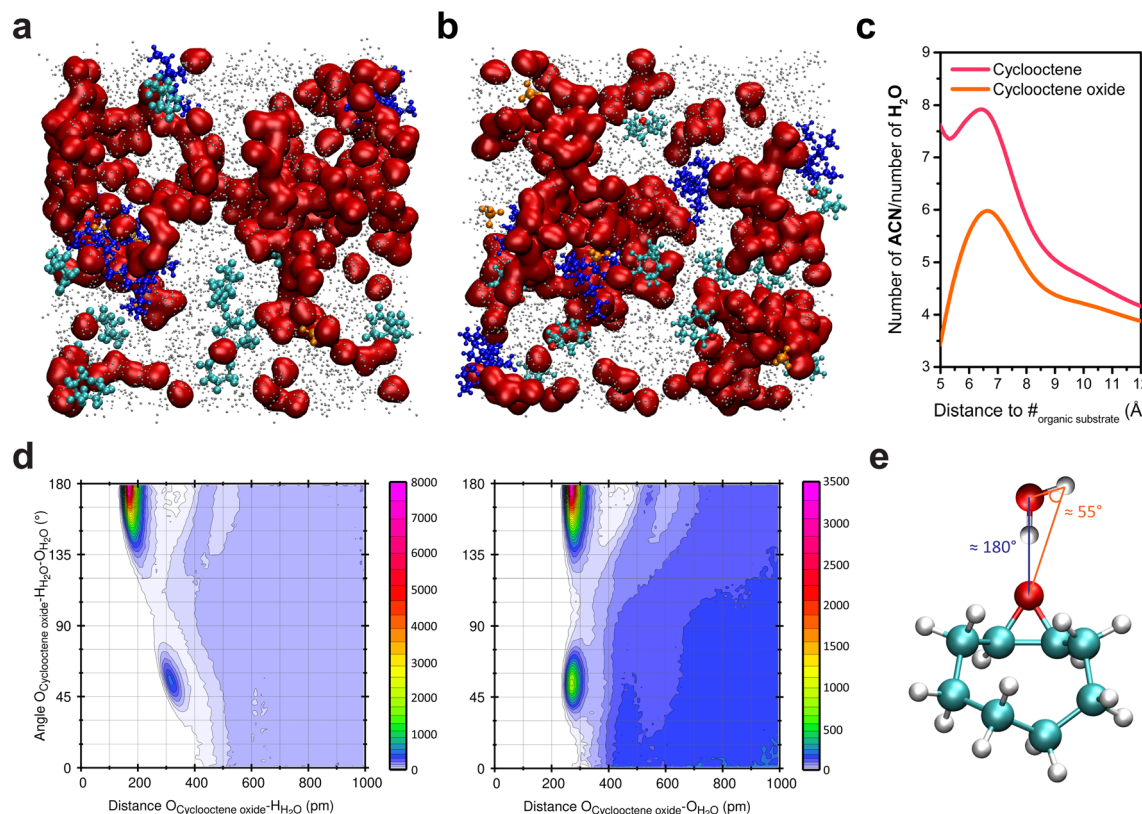 a
b
c
Cyclooctene
Cyclooctene oxide
Number of ACN/number of H₂O
9
8
7
6
5
4
3
5 6 7 8 9 10 11 12
Distance to #organic substrate (Å)
d
Angle OCyclooctene oxide-HH₂O-OH₂O (°)
180
135
90
45
0
0 200 400 600 800 1000
Distance OCyclooctene oxide-HH₂O (pm)
8000
7000
6000
5000
4000
3000
2000
1000
0
180
135
90
45
0
0 200 400 600 800 1000
Distance OCyclooctene oxide-OH₂O (pm)
3500
3000
2500
2000
1500
1000
500
0
e
≈ 55°
≈ 180°